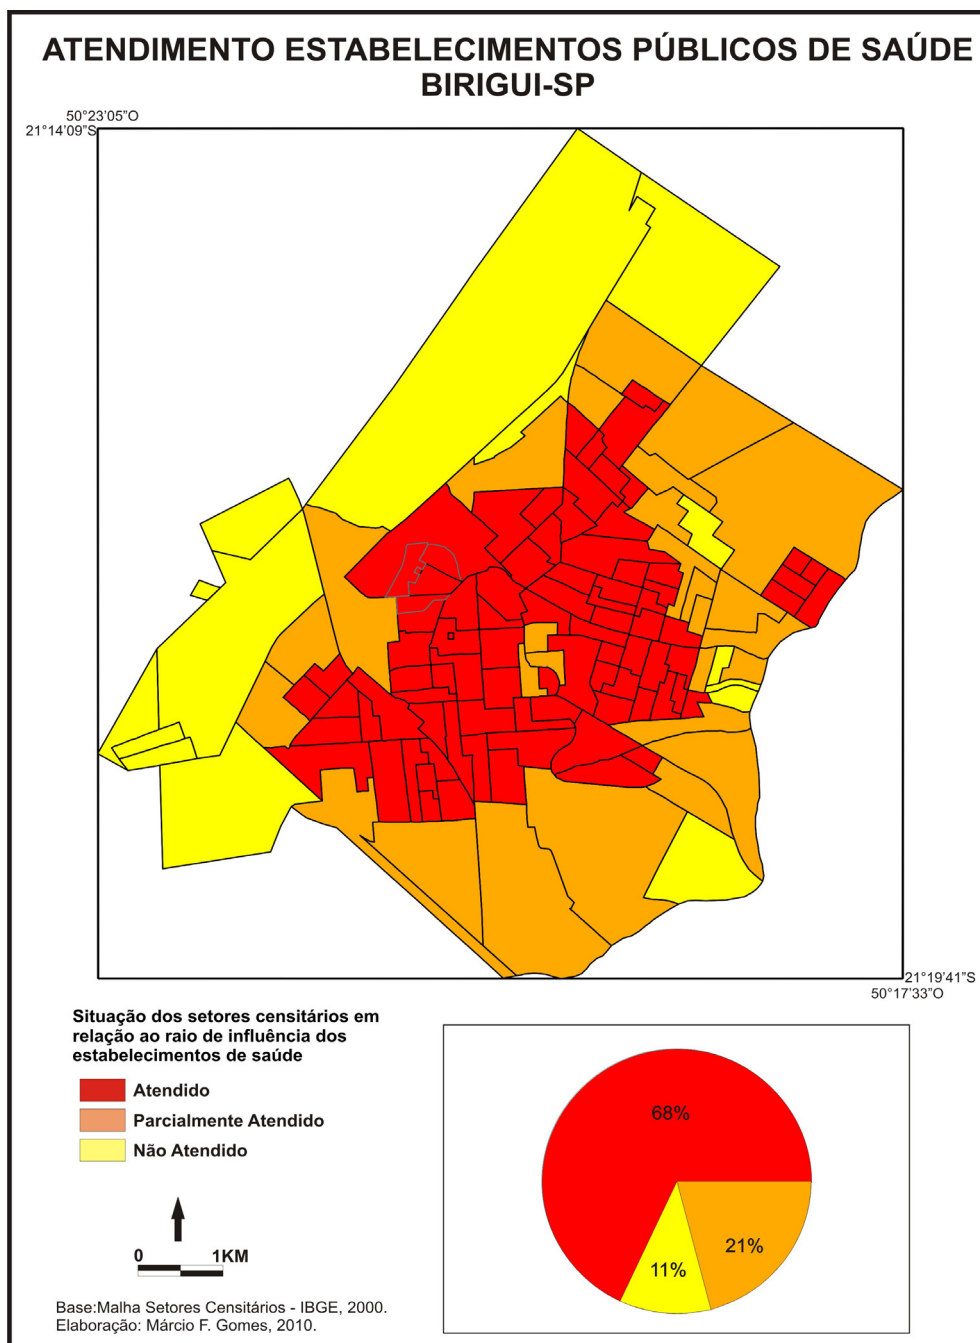 ATENDIMENTO ESTABELECIMENTOS PÚBLICOS DE SAÚDE
BIRIGUI-SP
50°23'05"O
21°14'09"S
21°19'41"S
50°17'33"O
Situação dos setores censitários em
relação ao raio de influência dos
estabelecimentos de saúde
Atendido
Parcialmente Atendido
Não Atendido
0 1KM
Base:Malha Setores Censitários - IBGE, 2000.
Elaboração: Márcio F. Gomes, 2010.
68%
21%
11%